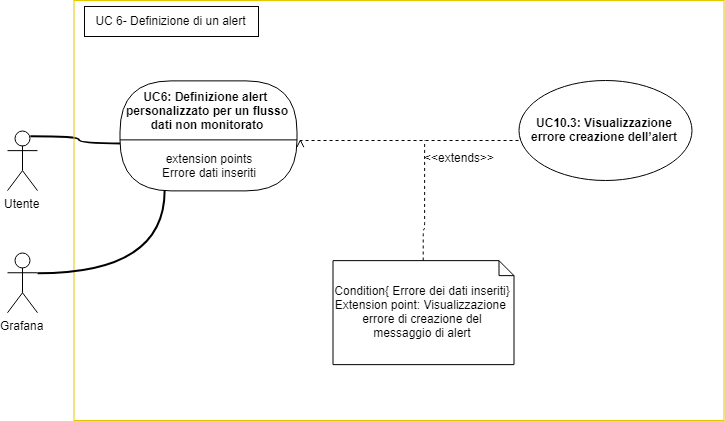 UC 6- Definizione di un alert
UC6: Definizione alert
personalizzato per un flusso
dati non monitorato
extension points
Errore dati inseriti
UC10.3: Visualizzazione
errore creazione dell'alert
<<extends>>
Utente
Grafana
Condition{ Errore dei dati inseriti}
Extension point: Visualizzazione
errore di creazione del
messaggio di alert